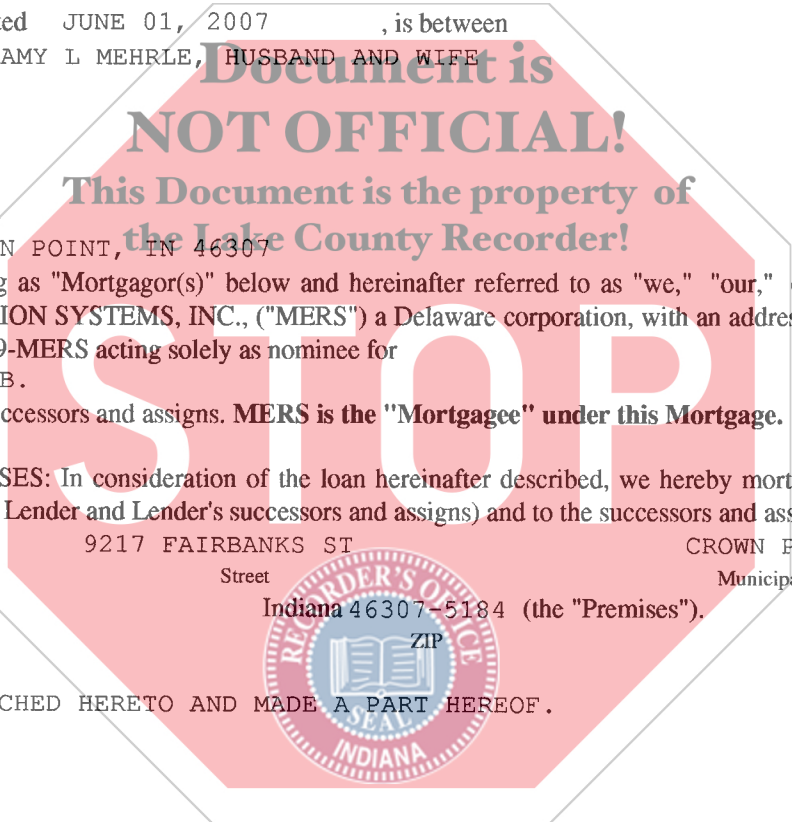 JUNE 01, 2007 , is between
AMY L MEHRLE, HUSBAND AND WIFE
Document is
NOT OFFICIAL!
This Document is the property of
the Lake County Recorder!
N POINT, IN 46307
as "Mortgagor(s)" below and hereinafter referred to as "we," "our,"
ION SYSTEMS, INC., ("MERS") a Delaware corporation, with an addres
9-MERS acting solely as nominee for
B.
ccessors and assigns. MERS is the "Mortgagee" under this Mortgage.
STOP
SES: In consideration of the loan hereinafter described, we hereby mort
Lender and Lender's successors and assigns) and to the successors and ass
9217 FAIRBANKS ST CROWN P
Street Municipa
Indiana 46307-5184 (the "Premises").
ZIP
RECORDER'S OFFICE
SEAL
INDIANA
CHED HERETO AND MADE A PART HEREOF.